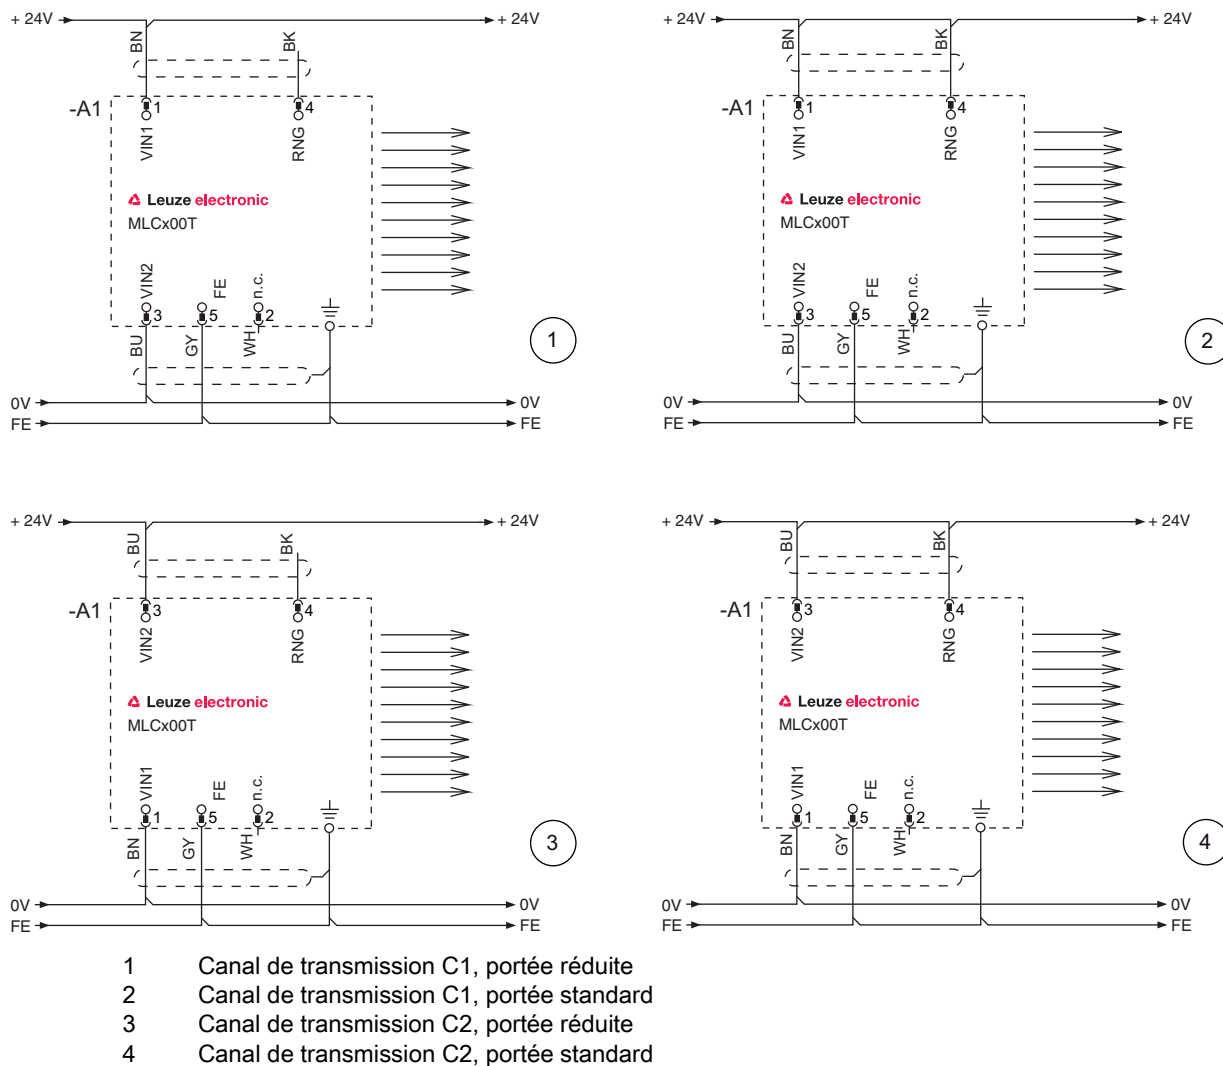 + 24V
+ 24V
BN
BK
-A1
1
4
VIN1
RNG
Leuze electronic
MLCx00T
VIN2
FE
n.c.
3
5
2
BU
GY
WH
1
0V
0V
FE
FE
+ 24V
+ 24V
BN
BK
-A1
1
4
VIN1
RNG
Leuze electronic
MLCx00T
VIN2
FE
n.c.
3
5
2
BU
GY
WH
2
0V
0V
FE
FE
+ 24V
+ 24V
BU
BK
-A1
3
4
VIN2
RNG
Leuze electronic
MLCx00T
VIN1
FE
n.c.
1
5
2
BN
GY
WH
3
0V
0V
FE
FE
+ 24V
+ 24V
BU
BK
-A1
3
4
VIN2
RNG
Leuze electronic
MLCx00T
VIN1
FE
n.c.
1
5
2
BN
GY
WH
4
0V
0V
FE
FE
1 Canal de transmission C1, portée réduite
2 Canal de transmission C1, portée standard
3 Canal de transmission C2, portée réduite
4 Canal de transmission C2, portée standard